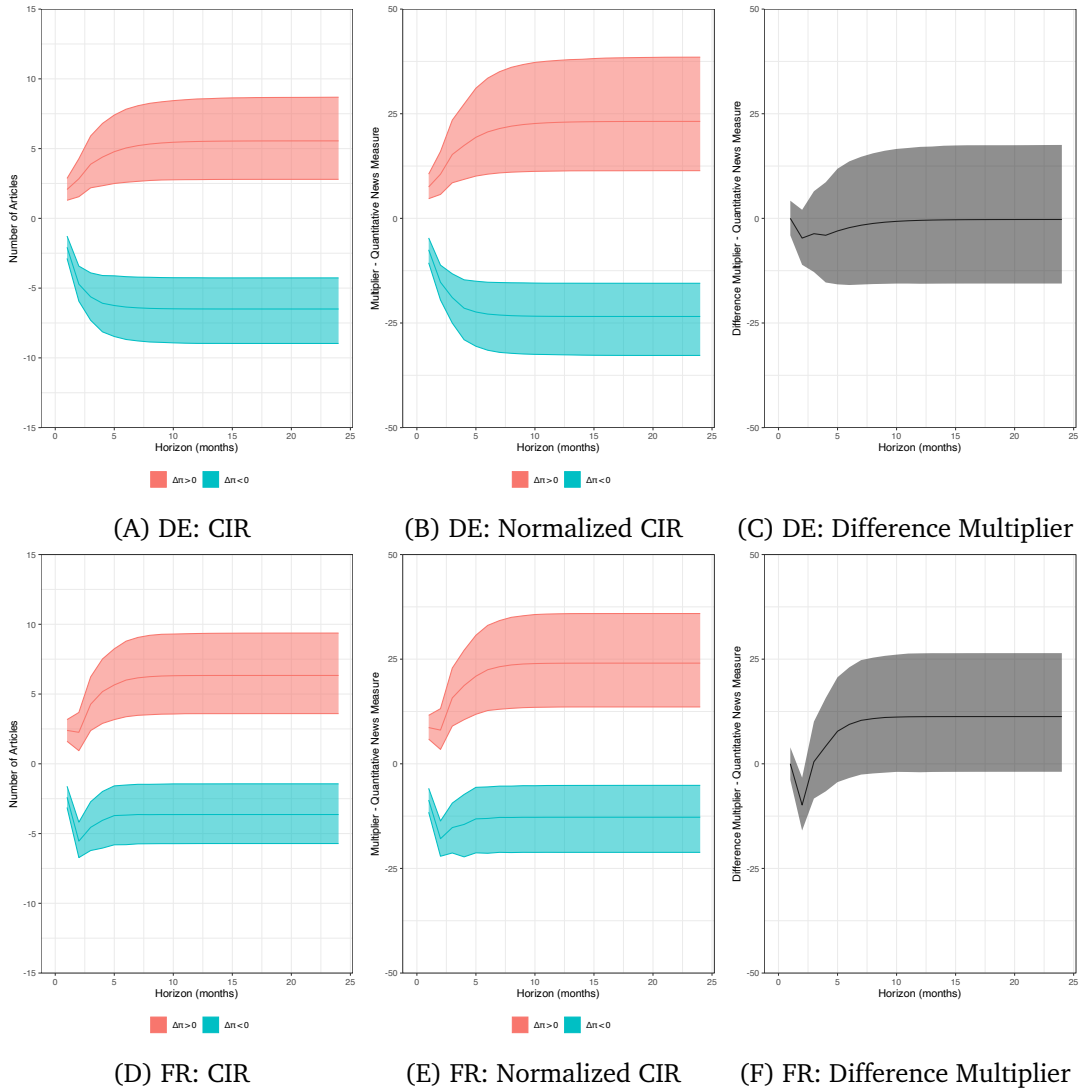 15
10
5
0
-5
-10
-15
Number of Articles
0 5 10 15 20 25
Horizon (months)
Δπ>0 Δπ<0
(A) DE: CIR
50
25
0
-25
-50
Multiplier - Quantitative News Measure
0 5 10 15 20 25
Horizon (months)
Δπ>0 Δπ<0
(B) DE: Normalized CIR
50
25
0
-25
-50
Difference Multiplier - Quantitative News Measure
0 5 10 15 20 25
Horizon (months)
(C) DE: Difference Multiplier
15
10
5
0
-5
-10
-15
Number of Articles
0 5 10 15 20 25
Horizon (months)
Δπ>0 Δπ<0
(D) FR: CIR
50
25
0
-25
-50
Multiplier - Quantitative News Measure
0 5 10 15 20 25
Horizon (months)
Δπ>0 Δπ<0
(E) FR: Normalized CIR
50
25
0
-25
-50
Difference Multiplier - Quantitative News Measure
0 5 10 15 20 25
Horizon (months)
(F) FR: Difference Multiplier